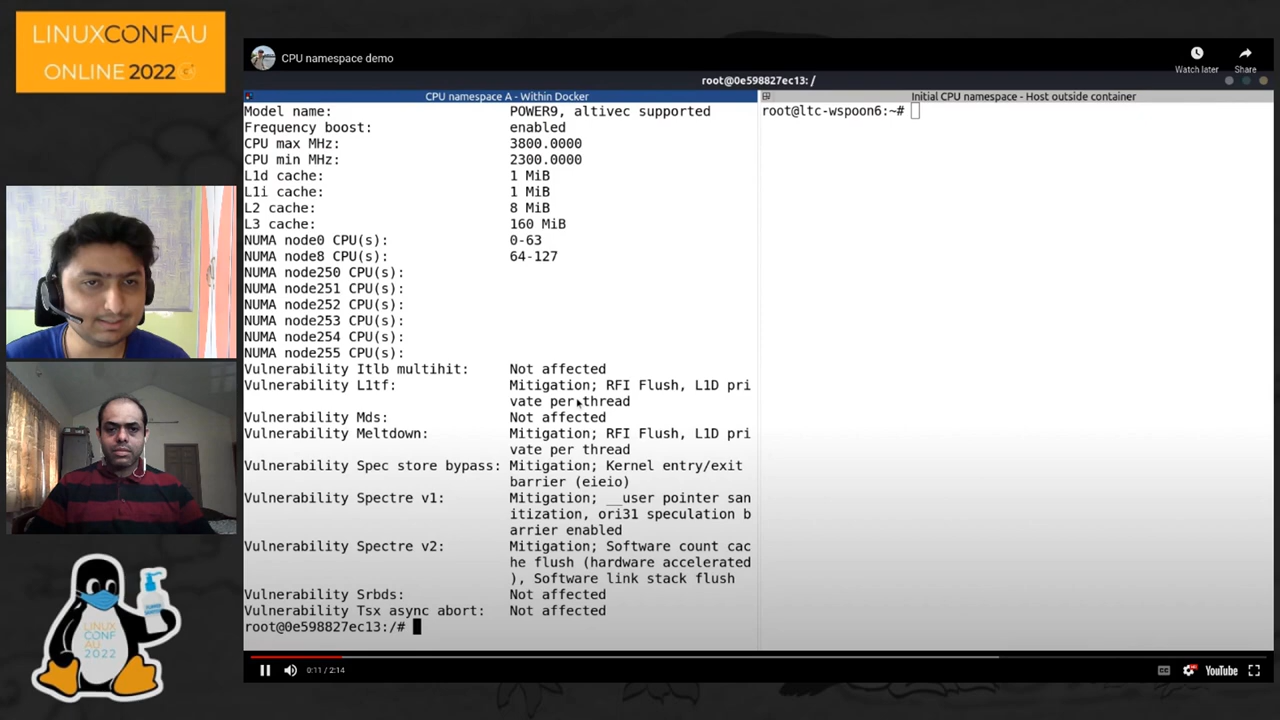 LINUXCONFAU
ONLINE 2022
CPU namespace demo
Watch later
Share
root@0e598827ec13: /
CPU namespace A - Within Docker
Initial CPU namespace - Host outside container
Model name: POWER9, altivec supported
Frequency boost: enabled
CPU max MHz: 3800.0000
CPU min MHz: 2300.0000
L1d cache: 1 MiB
L1i cache: 1 MiB
L2 cache: 8 MiB
L3 cache: 160 MiB
NUMA node0 CPU(s): 0-63
NUMA node8 CPU(s): 64-127
NUMA node250 CPU(s):
NUMA node251 CPU(s):
NUMA node252 CPU(s):
NUMA node253 CPU(s):
NUMA node254 CPU(s):
NUMA node255 CPU(s):
Vulnerability Itlb multihit: Not affected
Vulnerability L1tf: Mitigation; RFI Flush, L1D pri
vate per thread
Vulnerability Mds: Not affected
Vulnerability Meltdown: Mitigation; RFI Flush, L1D pri
vate per thread
Vulnerability Spec store bypass: Mitigation; Kernel entry/exit
barrier (eieio)
Vulnerability Spectre v1: Mitigation; __user pointer san
itization, ori31 speculation b
arrier enabled
Vulnerability Spectre v2: Mitigation; Software count cac
he flush (hardware accelerated
), Software link stack flush
Vulnerability Srbds: Not affected
Vulnerability Tsx async abort: Not affected
root@0e598827ec13:/#
root@ltc-wspoon6:~#
0:11 / 2:14
CC
HD
YouTube
LINUX
CONF
AU
2022